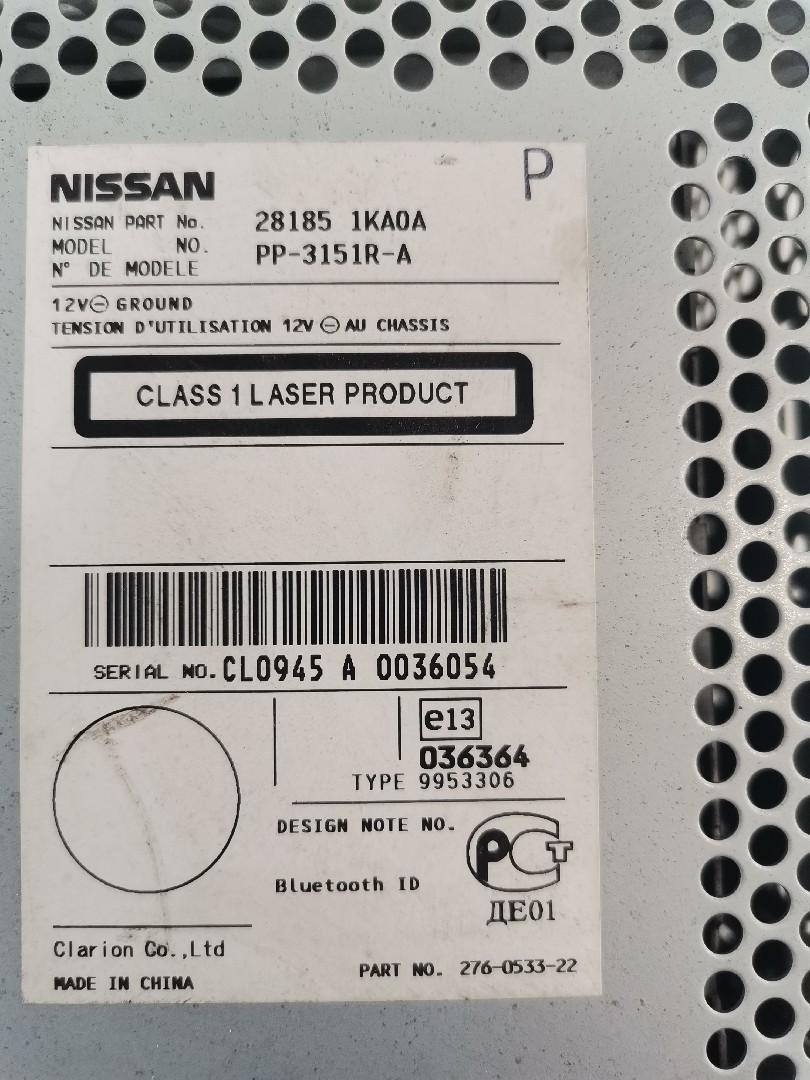 P
NISSAN
NISSAN PART No. 28185 1KA0A
MODEL NO. PP-3151R-A
N° DE MODELE
12V⊖ GROUND
TENSION D'UTILISATION 12V ⊖ AU CHASSIS
CLASS 1 LASER PRODUCT
SERIAL NO. CL0945 A 0036054
e13
036364
TYPE 9953306
DESIGN NOTE NO.
РСТ
Bluetooth ID
ДЕ01
Clarion Co.,Ltd
PART NO. 276-0533-22
MADE IN CHINA